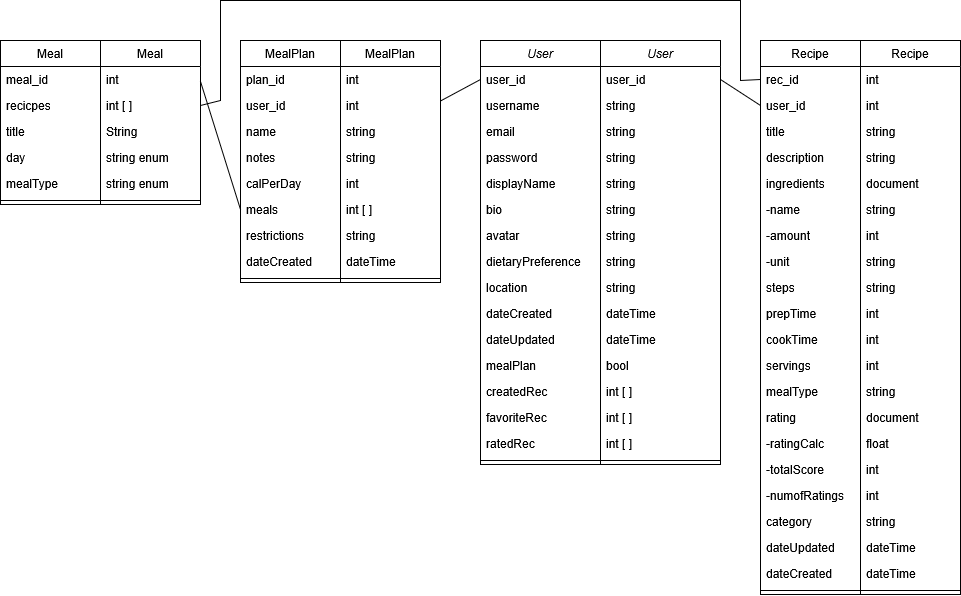 Meal Meal
meal_id int
recicpes int [ ]
title String
day string enum
mealType string enum
MealPlan MealPlan
plan_id int
user_id int
name string
notes string
calPerDay int
meals int [ ]
restrictions string
dateCreated dateTime
User User
user_id user_id
username string
email string
password string
displayName string
bio string
avatar string
dietaryPreference string
location string
dateCreated dateTime
dateUpdated dateTime
mealPlan bool
createdRec int [ ]
favoriteRec int [ ]
ratedRec int [ ]
Recipe Recipe
rec_id int
user_id int
title string
description string
ingredients document
-name string
-amount int
-unit string
steps string
prepTime int
cookTime int
servings int
mealType string
rating document
-ratingCalc float
-totalScore int
-numofRatings int
category string
dateUpdated dateTime
dateCreated dateTime